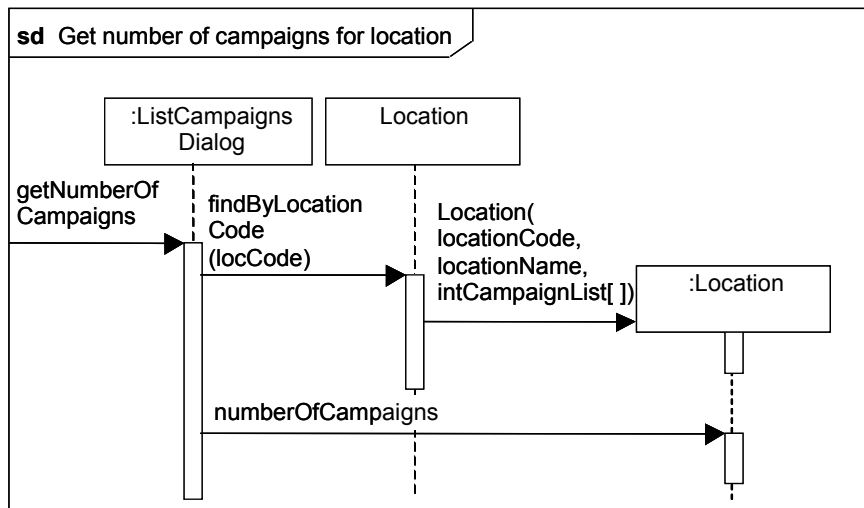 sd Get number of campaigns for location
:ListCampaigns
Dialog
Location
getNumberOf
Campaigns
findByLocation
Code
(locCode)
Location(
locationCode,
locationName,
intCampaignList[ ])
:Location
numberOfCampaigns